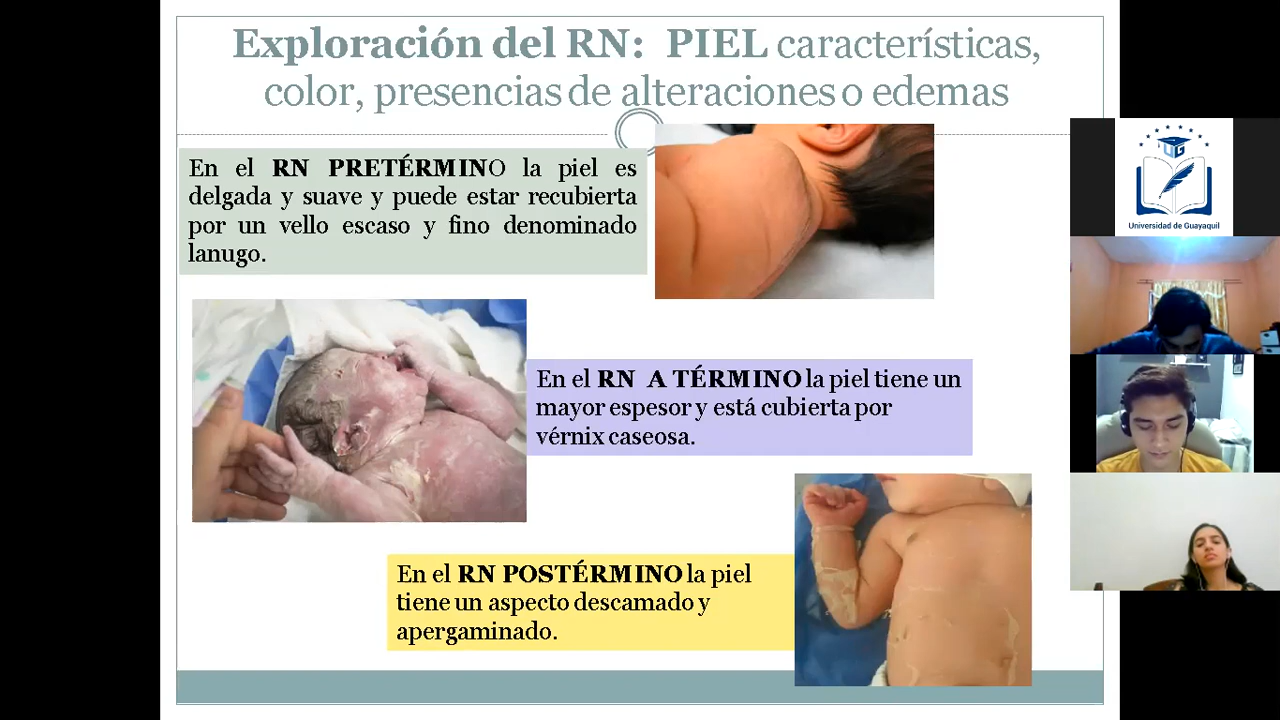 Exploración del RN: PIEL características,
color, presencias de alteraciones o edemas
En el RN PRETÉRMINO la piel es
delgada y suave y puede estar recubierta
por un vello escaso y fino denominado
lanugo.
UG
Universidad de Guayaquil
En el RN A TÉRMINO la piel tiene un
mayor espesor y está cubierta por
vérnix caseosa.
En el RN POSTÉRMINO la piel
tiene un aspecto descamado y
apergaminado.